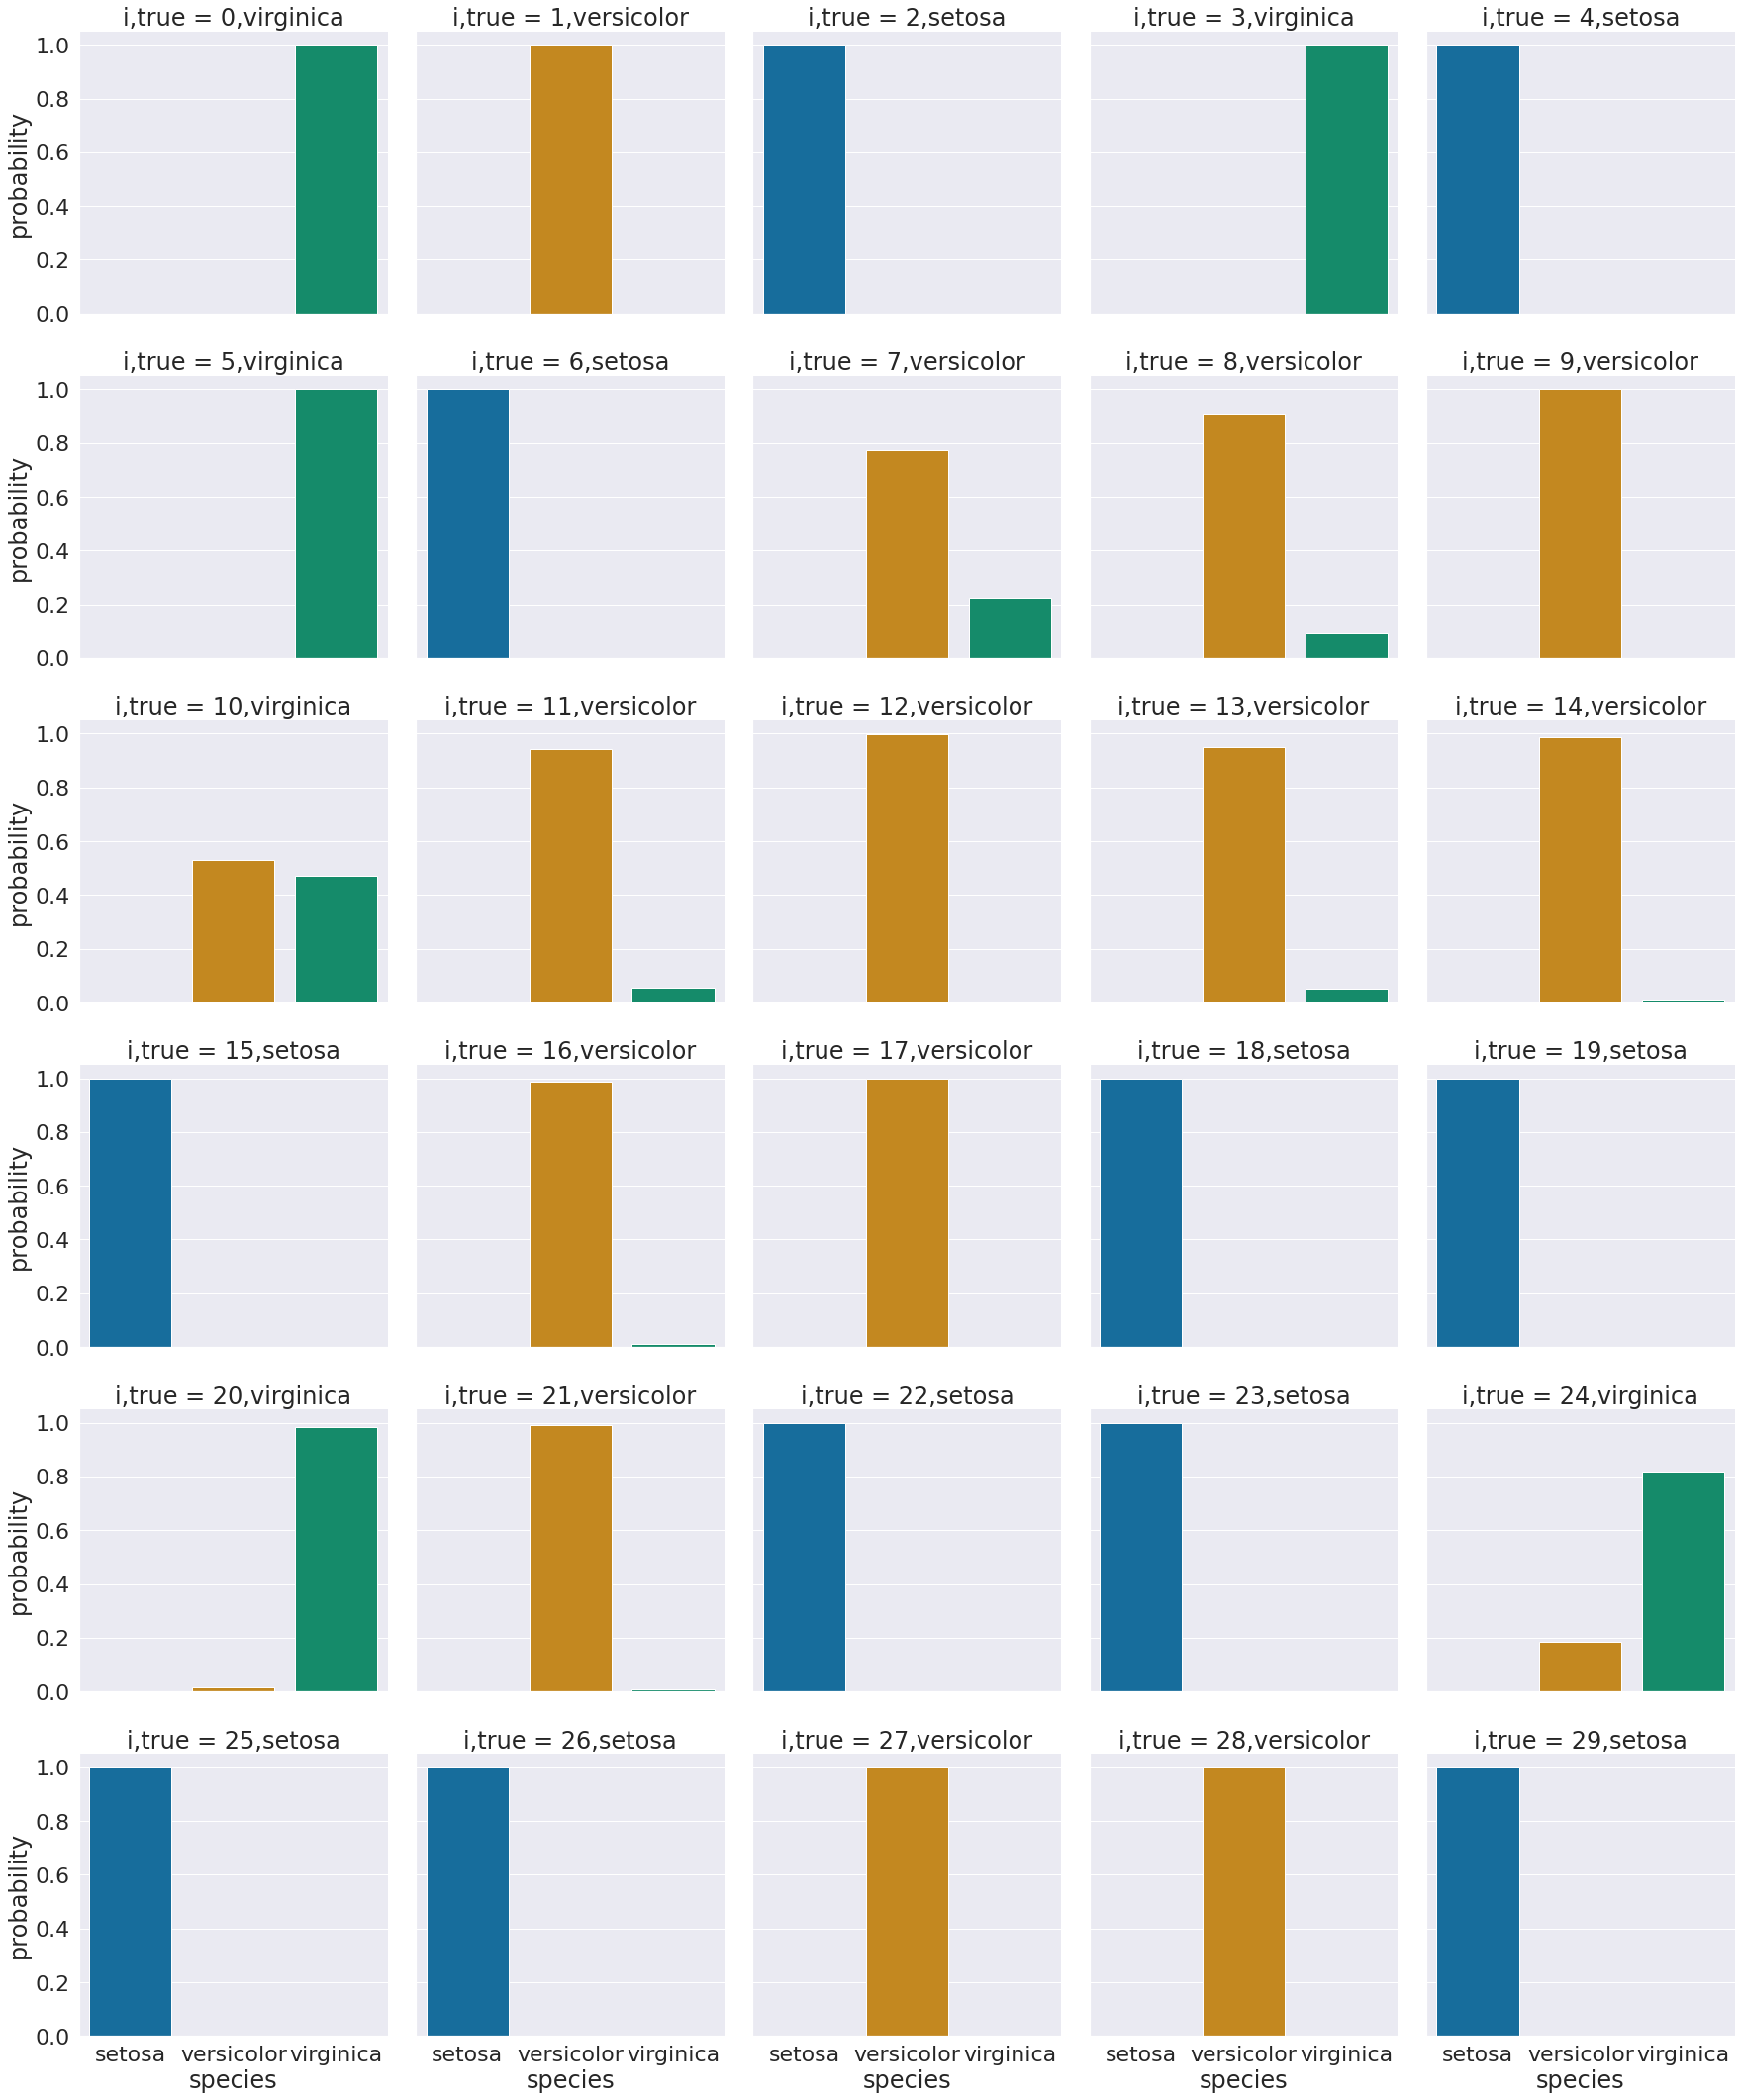 i,true = 0,virginica
i,true = 1,versicolor
i,true = 2,setosa
i,true = 3,virginica
i,true = 4,setosa
probability
1.0
0.8
0.6
0.4
0.2
0.0
i,true = 5,virginica
i,true = 6,setosa
i,true = 7,versicolor
i,true = 8,versicolor
i,true = 9,versicolor
probability
1.0
0.8
0.6
0.4
0.2
0.0
i,true = 10,virginica
i,true = 11,versicolor
i,true = 12,versicolor
i,true = 13,versicolor
i,true = 14,versicolor
probability
1.0
0.8
0.6
0.4
0.2
0.0
i,true = 15,setosa
i,true = 16,versicolor
i,true = 17,versicolor
i,true = 18,setosa
i,true = 19,setosa
probability
1.0
0.8
0.6
0.4
0.2
0.0
i,true = 20,virginica
i,true = 21,versicolor
i,true = 22,setosa
i,true = 23,setosa
i,true = 24,virginica
probability
1.0
0.8
0.6
0.4
0.2
0.0
i,true = 25,setosa
i,true = 26,setosa
i,true = 27,versicolor
i,true = 28,versicolor
i,true = 29,setosa
probability
1.0
0.8
0.6
0.4
0.2
0.0
setosa versicolor virginica
species
setosa versicolor virginica
species
setosa versicolor virginica
species
setosa versicolor virginica
species
setosa versicolor virginica
species